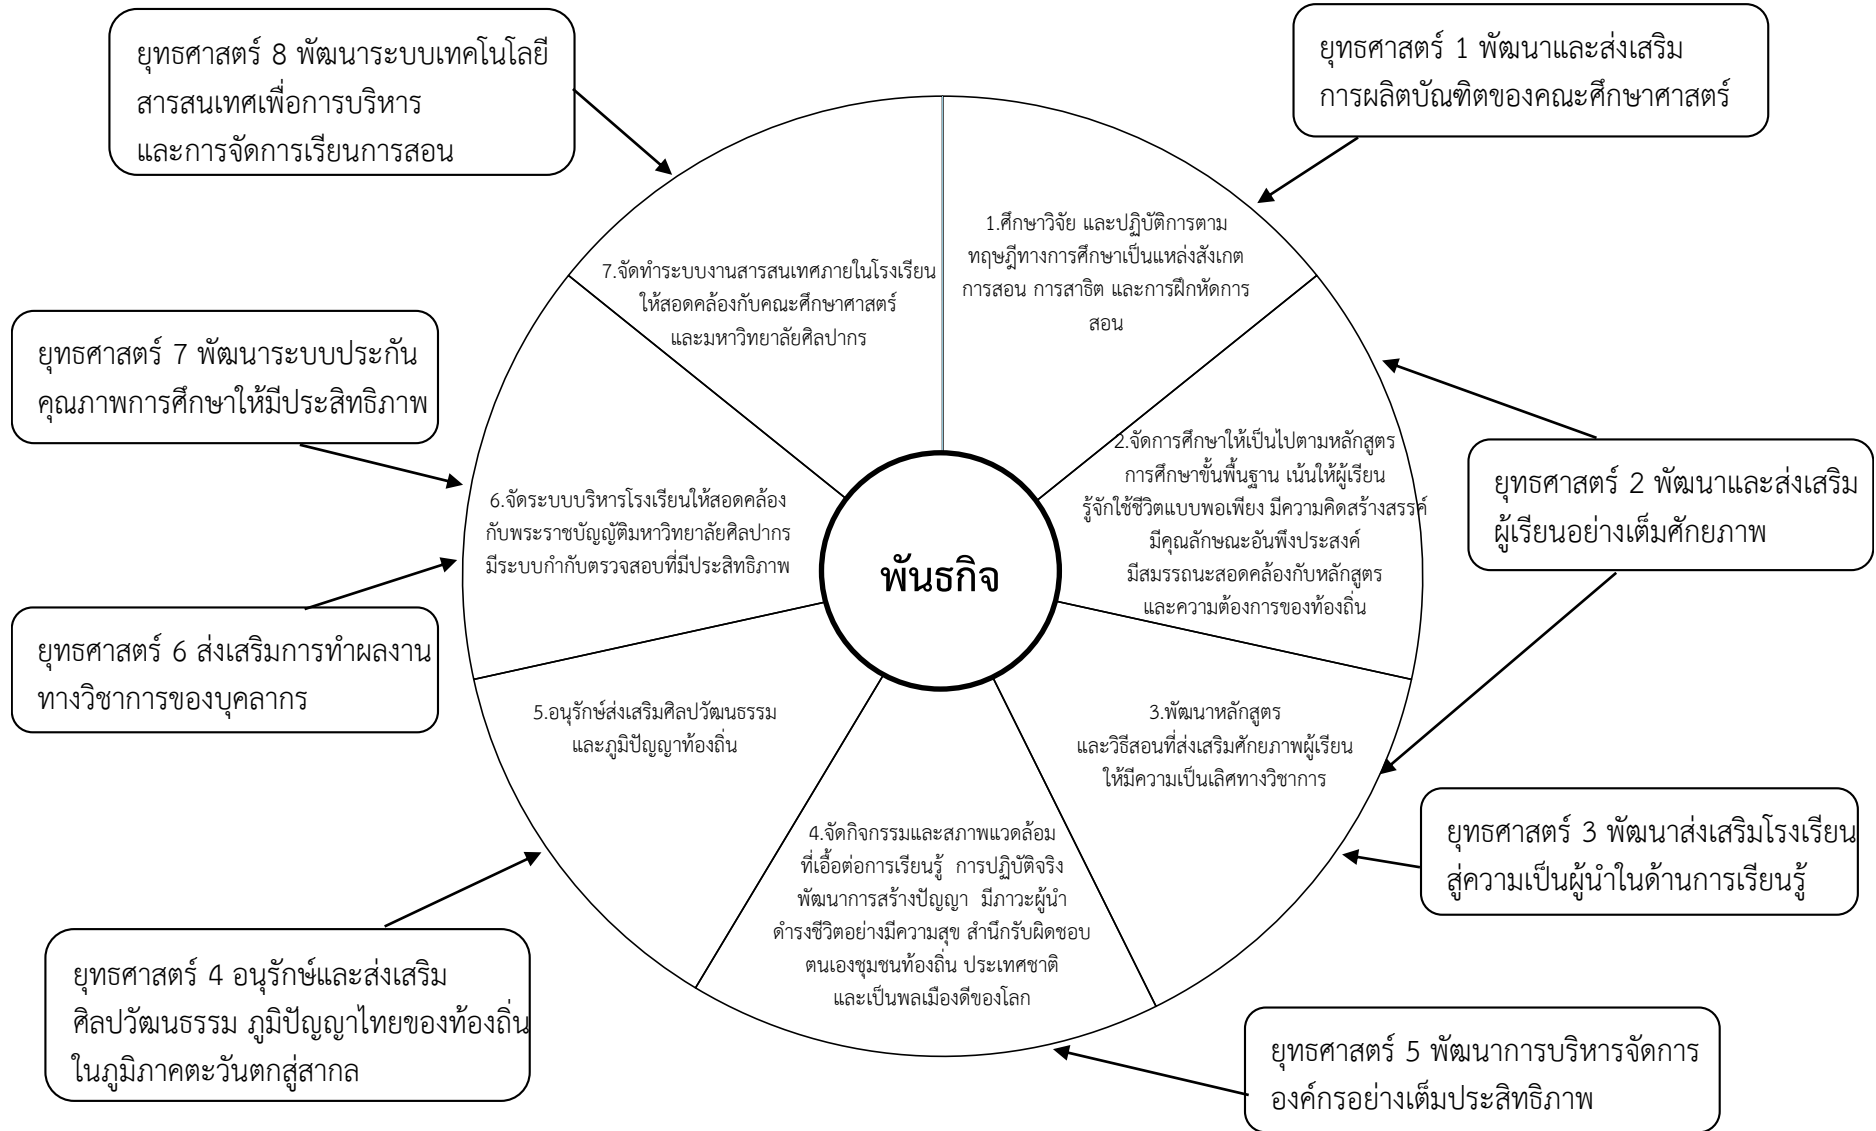 ยุทธศาสตร์ 8 พัฒนาระบบเทคโนโลยี
สารสนเทศเพื่อการบริหาร
และการจัดการเรียนการสอน
ยุทธศาสตร์ 1 พัฒนาและส่งเสริม
การผลิตบัณฑิตของคณะศึกษาศาสตร์
1.ศึกษาวิจัย และปฏิบัติการตาม
ทฤษฎีทางการศึกษาเป็นแหล่งสังเกต
การสอน การสาธิต และการฝึกหัดการ
สอน
7.จัดทำระบบงานสารสนเทศภายในโรงเรียน
ให้สอดคล้องกับคณะศึกษาศาสตร์
และมหาวิทยาลัยศิลปากร
ยุทธศาสตร์ 7 พัฒนาระบบประกัน
คุณภาพการศึกษาให้มีประสิทธิภาพ
2.จัดการศึกษาให้เป็นไปตามหลักสูตร
การศึกษาขั้นพื้นฐาน เน้นให้ผู้เรียน
รู้จักใช้ชีวิตแบบพอเพียง มีความคิดสร้างสรรค์
มีคุณลักษณะอันพึงประสงค์
มีสมรรถนะสอดคล้องกับหลักสูตร
และความต้องการของท้องถิ่น
ยุทธศาสตร์ 2 พัฒนาและส่งเสริม
ผู้เรียนอย่างเต็มศักยภาพ
6.จัดระบบบริหารโรงเรียนให้สอดคล้อง
กับพระราชบัญญัติมหาวิทยาลัยศิลปากร
มีระบบกำกับตรวจสอบที่มีประสิทธิภาพ
พันธกิจ
ยุทธศาสตร์ 6 ส่งเสริมการทำผลงาน
ทางวิชาการของบุคลากร
5.อนุรักษ์ส่งเสริมศิลปวัฒนธรรม
และภูมิปัญญาท้องถิ่น
3.พัฒนาหลักสูตร
และวิธีสอนที่ส่งเสริมศักยภาพผู้เรียน
ให้มีความเป็นเลิศทางวิชาการ
ยุทธศาสตร์ 3 พัฒนาส่งเสริมโรงเรียน
สู่ความเป็นผู้นำในด้านการเรียนรู้
4.จัดกิจกรรมและสภาพแวดล้อม
ที่เอื้อต่อการเรียนรู้ การปฏิบัติจริง
พัฒนาการสร้างปัญญา มีภาวะผู้นำ
ดำรงชีวิตอย่างมีความสุข สำนึกรับผิดชอบ
ตนเองชุมชนท้องถิ่น ประเทศชาติ
และเป็นพลเมืองดีของโลก
ยุทธศาสตร์ 4 อนุรักษ์และส่งเสริม
ศิลปวัฒนธรรม ภูมิปัญญาไทยของท้องถิ่น
ในภูมิภาคตะวันตกสู่สากล
ยุทธศาสตร์ 5 พัฒนาการบริหารจัดการ
องค์กรอย่างเต็มประสิทธิภาพ